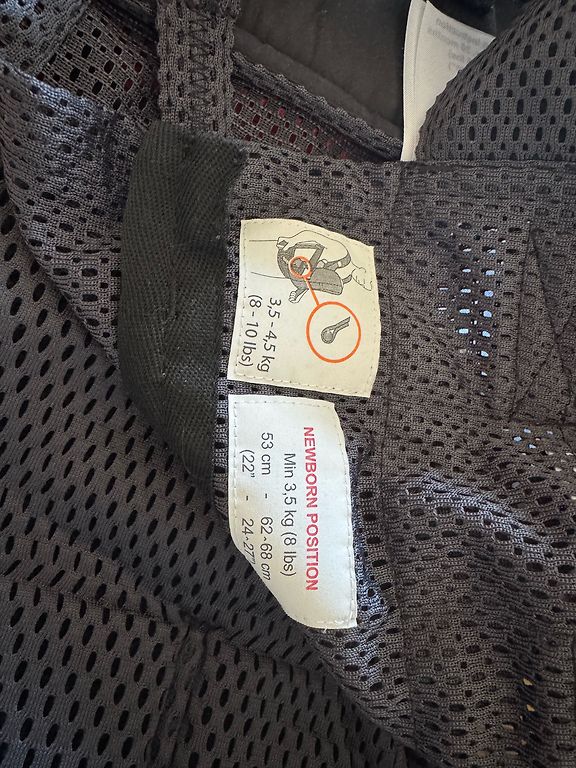 3,5 - 4,5 kg
(8 - 10 lbs)
NEWBORN POSITION
Min 3,5 kg (8 lbs)
53 cm - 62-68 cm
(22" - 24-27")